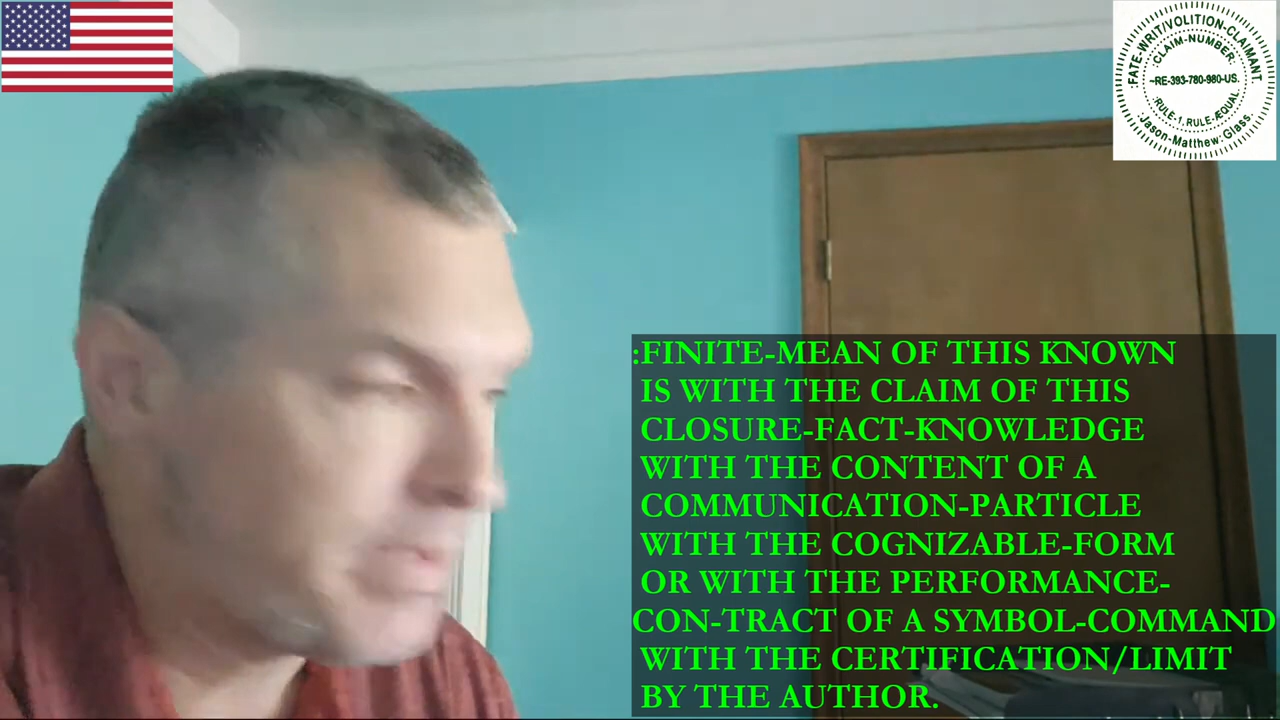 FATE-WRIT/VOLITION-CLAIMANT.
:CLAIM-NUMBER:
~RE-393-780-980-US.
:RULE-1, RULE-ÆQUAL
:Jason-Matthew: Glass.
:FINITE-MEAN OF THIS KNOWN
IS WITH THE CLAIM OF THIS
CLOSURE-FACT-KNOWLEDGE
WITH THE CONTENT OF A
COMMUNICATION-PARTICLE
WITH THE COGNIZABLE-FORM
OR WITH THE PERFORMANCE-
CON-TRACT OF A SYMBOL-COMMAND
WITH THE CERTIFICATION/LIMIT
BY THE AUTHOR.